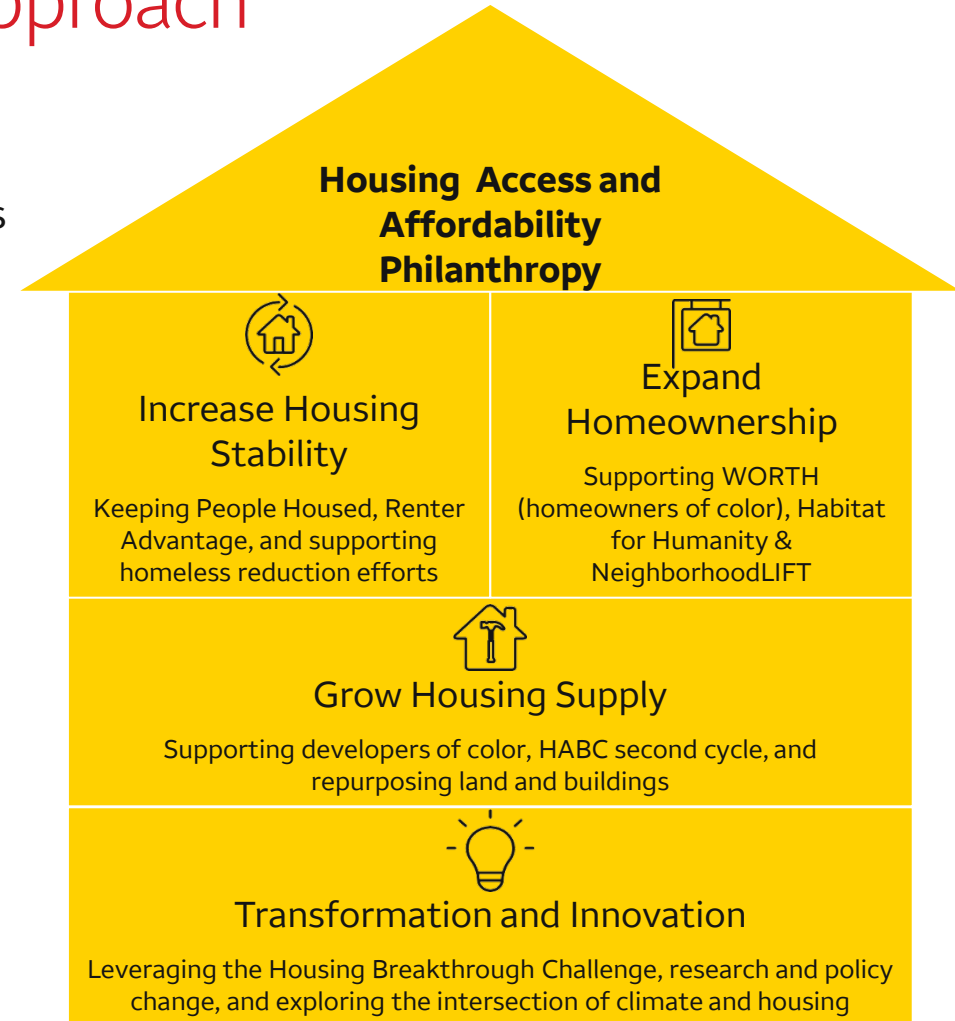 s
Housing Access and
Affordability
Philanthropy
Increase Housing
Stability
Keeping People Housed, Renter
Advantage, and supporting
homeless reduction efforts
Expand
Homeownership
Supporting WORTH
(homeowners of color), Habitat
for Humanity &
NeighborhoodLIFT
Grow Housing Supply
Supporting developers of color, HABC second cycle, and
repurposing land and buildings
Transformation and Innovation
Leveraging the Housing Breakthrough Challenge, research and policy
change, and exploring the intersection of climate and housing